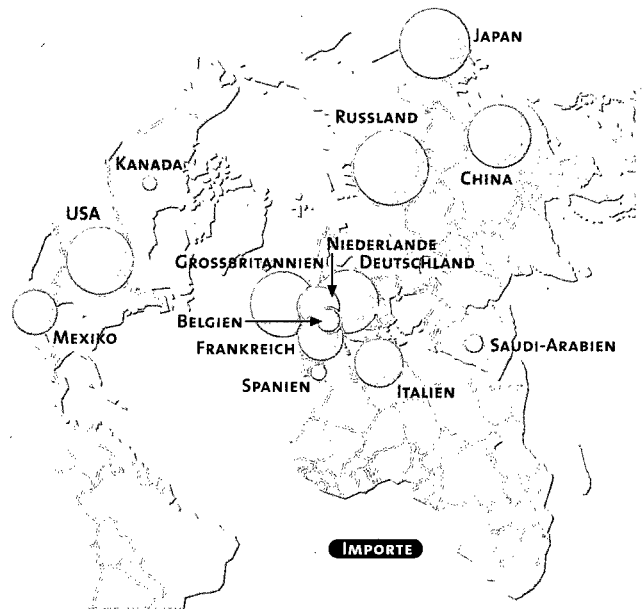 JAPAN
RUSSLAND
KANADA
CHINA
USA
NIEDERLANDE
GROSSBRITANNIEN
DEUTSCHLAND
BELGIEN
MEXIKO
FRANKREICH
SAUDI-ARABIEN
SPANIEN
ITALIEN
IMPORTE